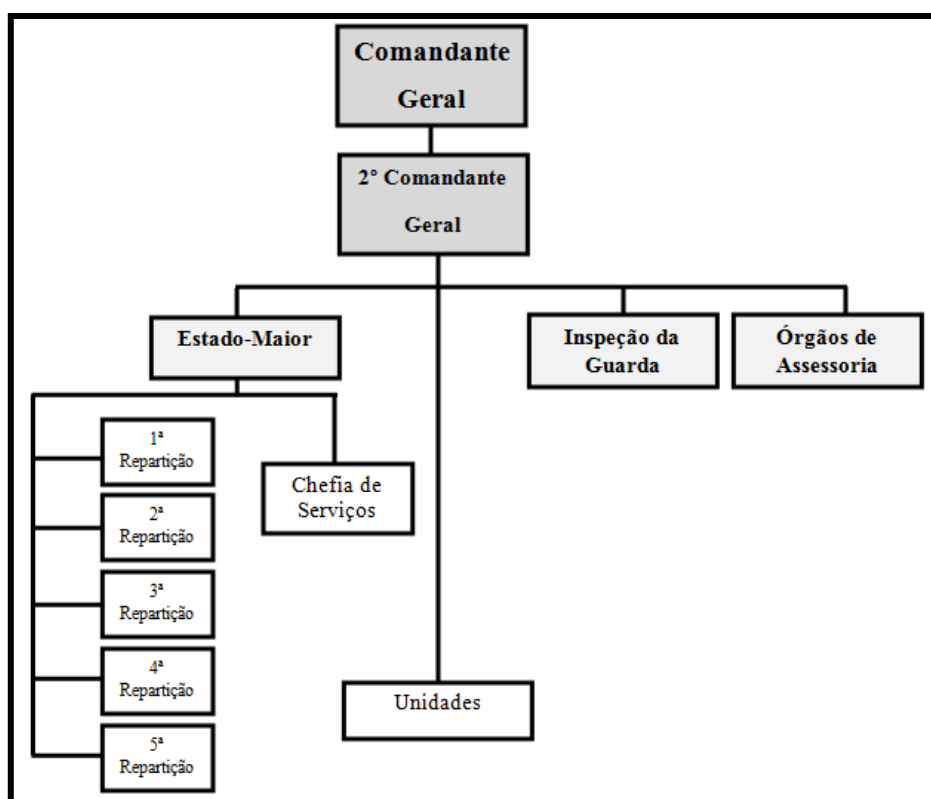 Comandante
Geral
2º Comandante
Geral
Estado-Maior
Inspeção da
Guarda
Órgãos de
Assessoria
1ª
Repartição
2ª
Repartição
3ª
Repartição
4ª
Repartição
5ª
Repartição
Chefia de
Serviços
Unidades